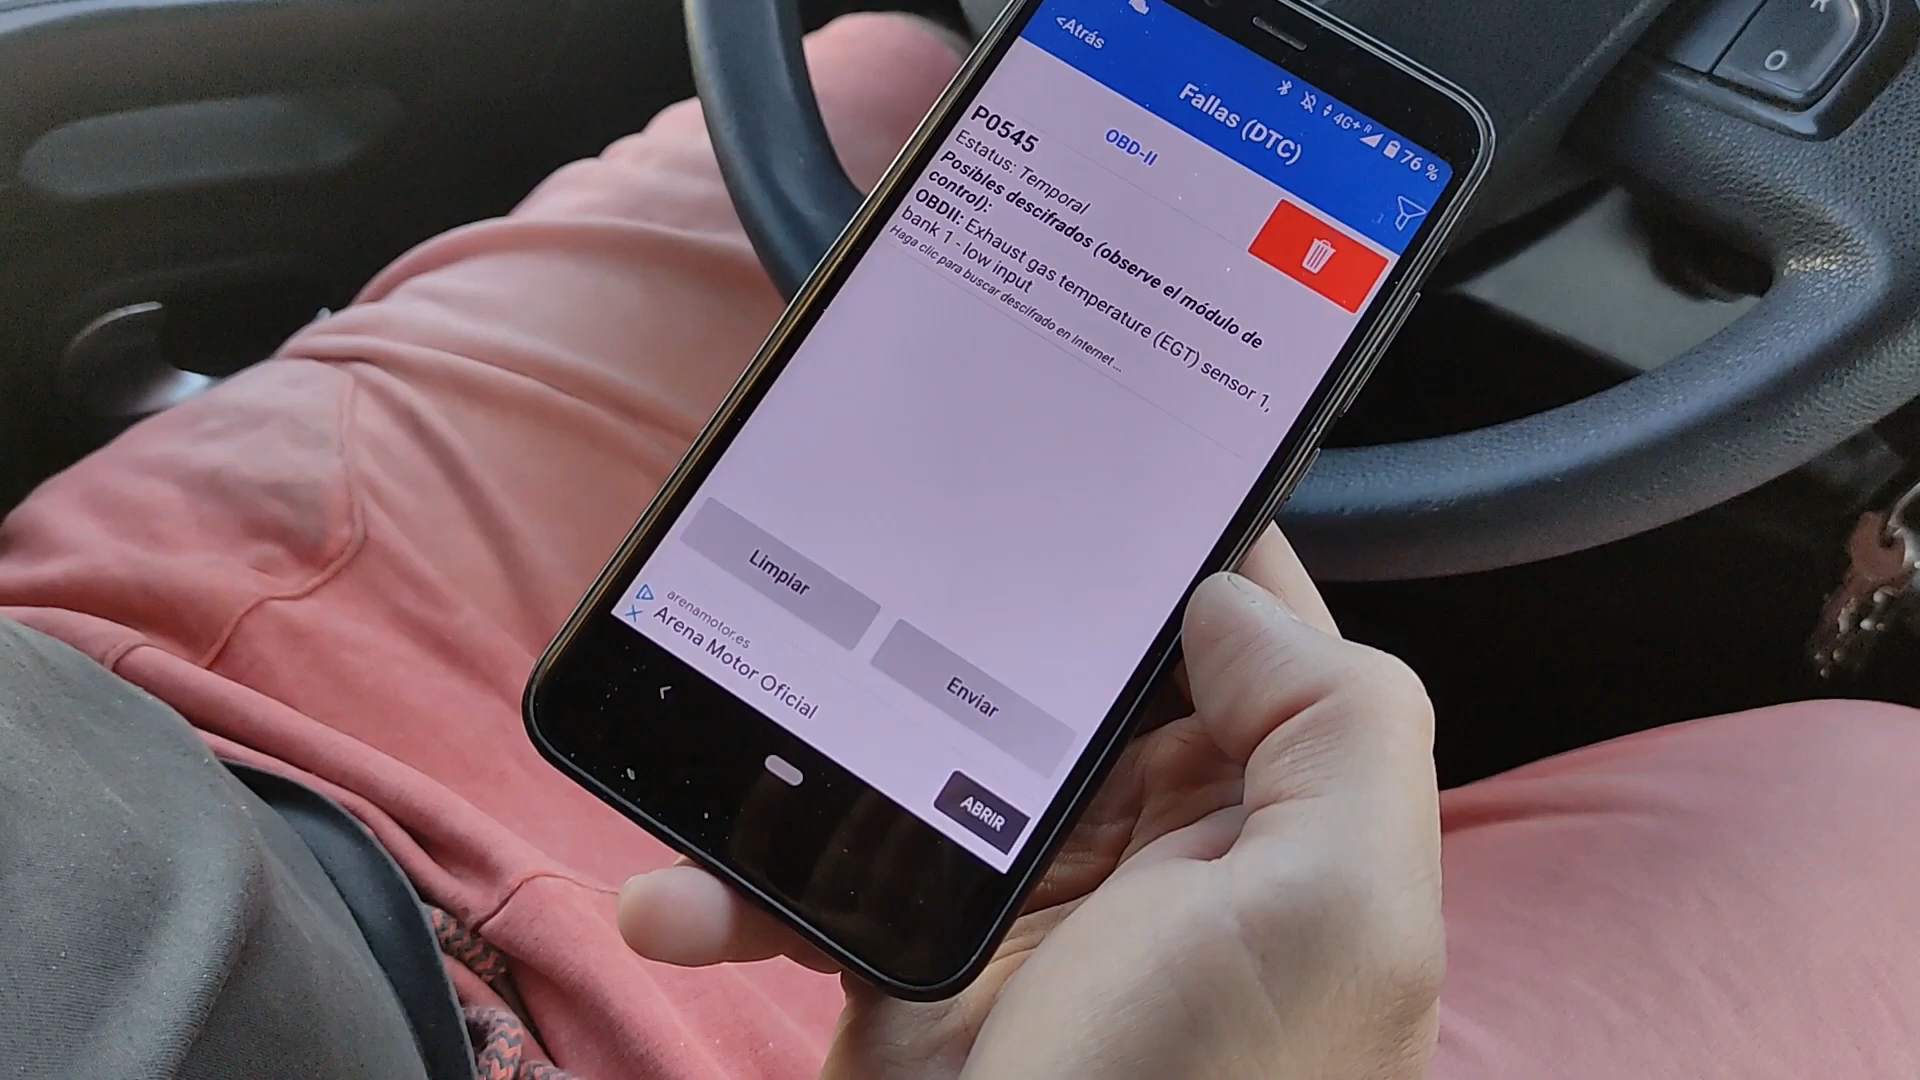 4G+ R 76 %
<Atrás
Fallas (DTC)
OBD-II
P0545
Estatus: Temporal
Posibles descifrados (observe el módulo de
control):
OBDII: Exhaust gas temperature (EGT) sensor 1,
bank 1 - low input
Haga clic para buscar descifrado en Internet...
Limpiar
Enviar
arenamotor.es
Arena Motor Oficial
ABRIR
R
O